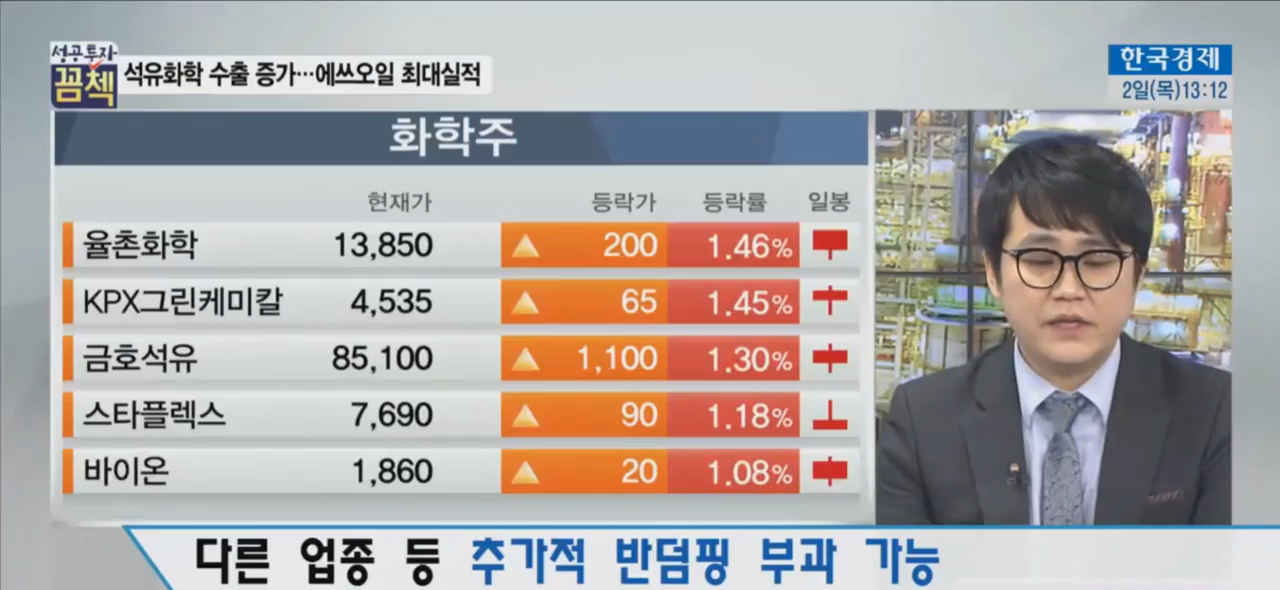 성공투자
꼼첵
석유화학 수출 증가…에쓰오일 최대실적
한국경제
2일(목)13:12
화학주
현재가 등락가 등락률 일봉
율촌화학 13,850 ▲ 200 1.46%
KPX그린케미칼 4,535 ▲ 65 1.45%
금호석유 85,100 ▲ 1,100 1.30%
스타플렉스 7,690 ▲ 90 1.18%
바이온 1,860 ▲ 20 1.08%
다른 업종 등 추가적 반덤핑 부과 가능